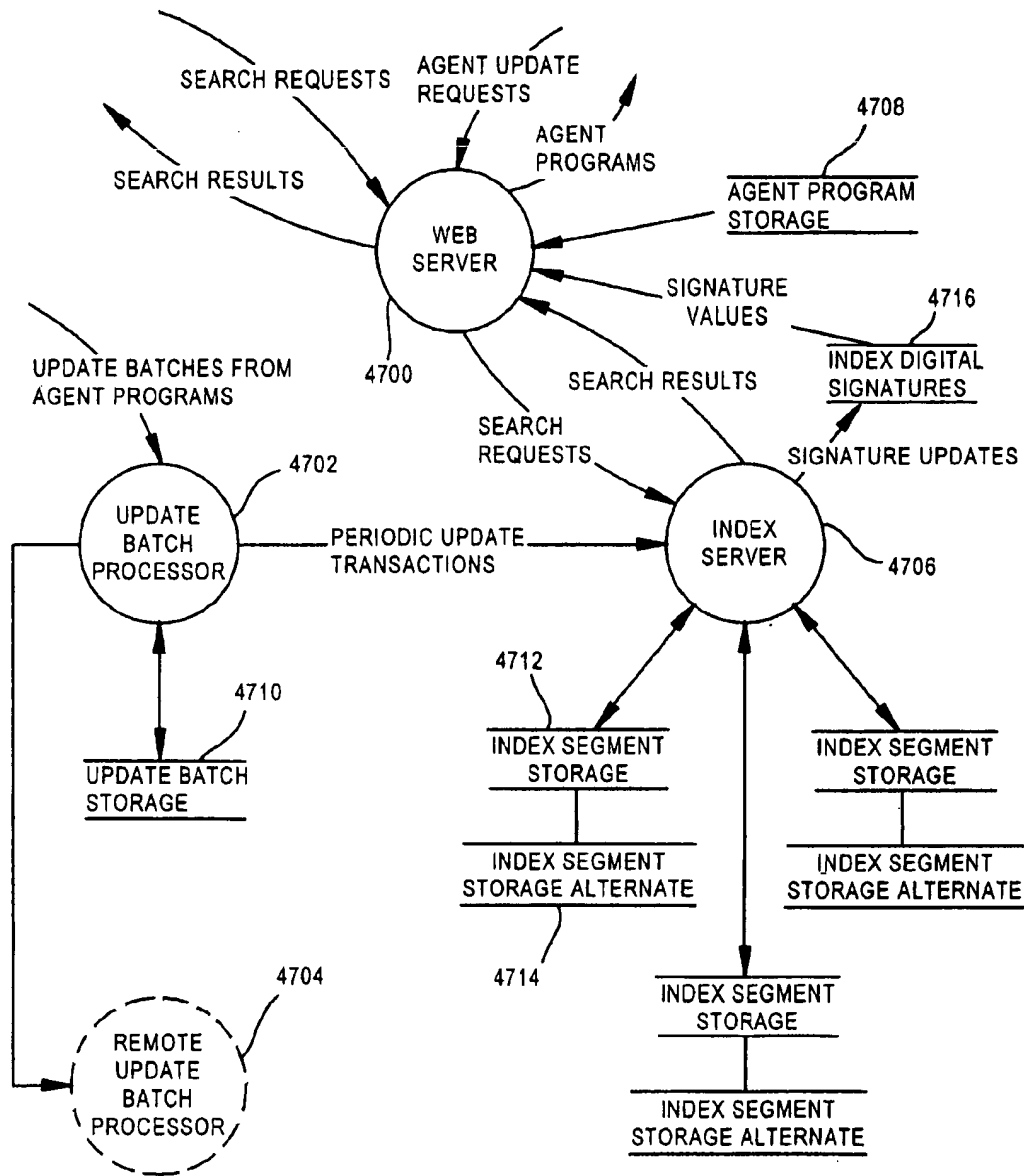 SEARCH REQUESTS
AGENT UPDATE
REQUESTS
4708
AGENT
PROGRAMS
SEARCH RESULTS
AGENT PROGRAM
STORAGE
WEB
SERVER
SIGNATURE
VALUES
4716
UPDATE BATCHES FROM
AGENT PROGRAMS
4700
SEARCH RESULTS
INDEX DIGITAL
SIGNATURES
SEARCH
REQUESTS
SIGNATURE UPDATES
4702
UPDATE
BATCH
PROCESSOR
PERIODIC UPDATE
TRANSACTIONS
INDEX
SERVER
4706
4712
4710
INDEX SEGMENT
STORAGE
INDEX SEGMENT
STORAGE
UPDATE BATCH
STORAGE
INDEX SEGMENT
STORAGE ALTERNATE
INDEX SEGMENT
STORAGE ALTERNATE
4714
4704
INDEX SEGMENT
STORAGE
REMOTE
UPDATE
BATCH
PROCESSOR
INDEX SEGMENT
STORAGE ALTERNATE